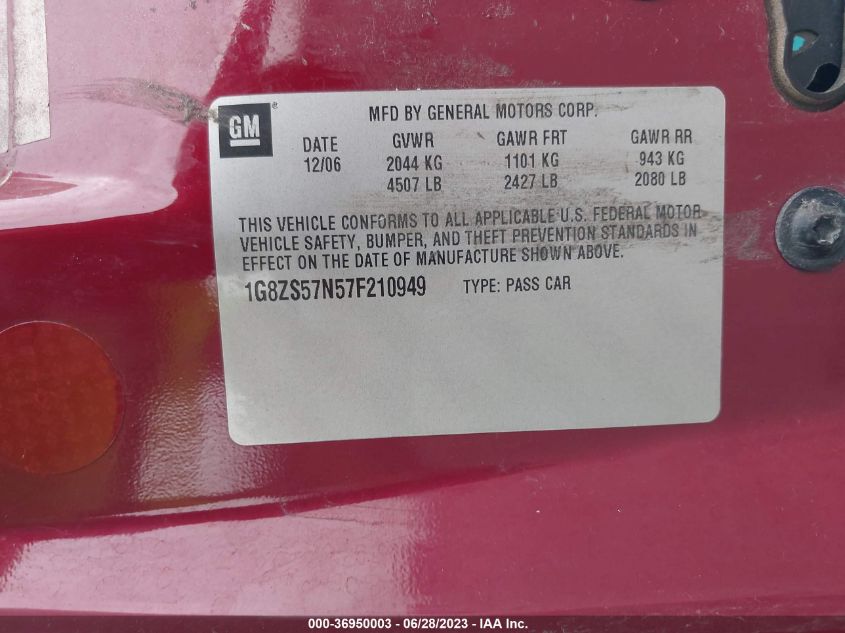 GM ®
MFD BY GENERAL MOTORS CORP.
DATE GVWR GAWR FRT GAWR RR
12/06 2044 KG 1101 KG 943 KG
4507 LB 2427 LB 2080 LB
THIS VEHICLE CONFORMS TO ALL APPLICABLE U.S. FEDERAL MOTOR
VEHICLE SAFETY, BUMPER, AND THEFT PREVENTION STANDARDS IN
EFFECT ON THE DATE OF MANUFACTURE SHOWN ABOVE.
1G8ZS57N57F210949 TYPE: PASS CAR
000-36950003 - 06/28/2023 - IAA Inc.